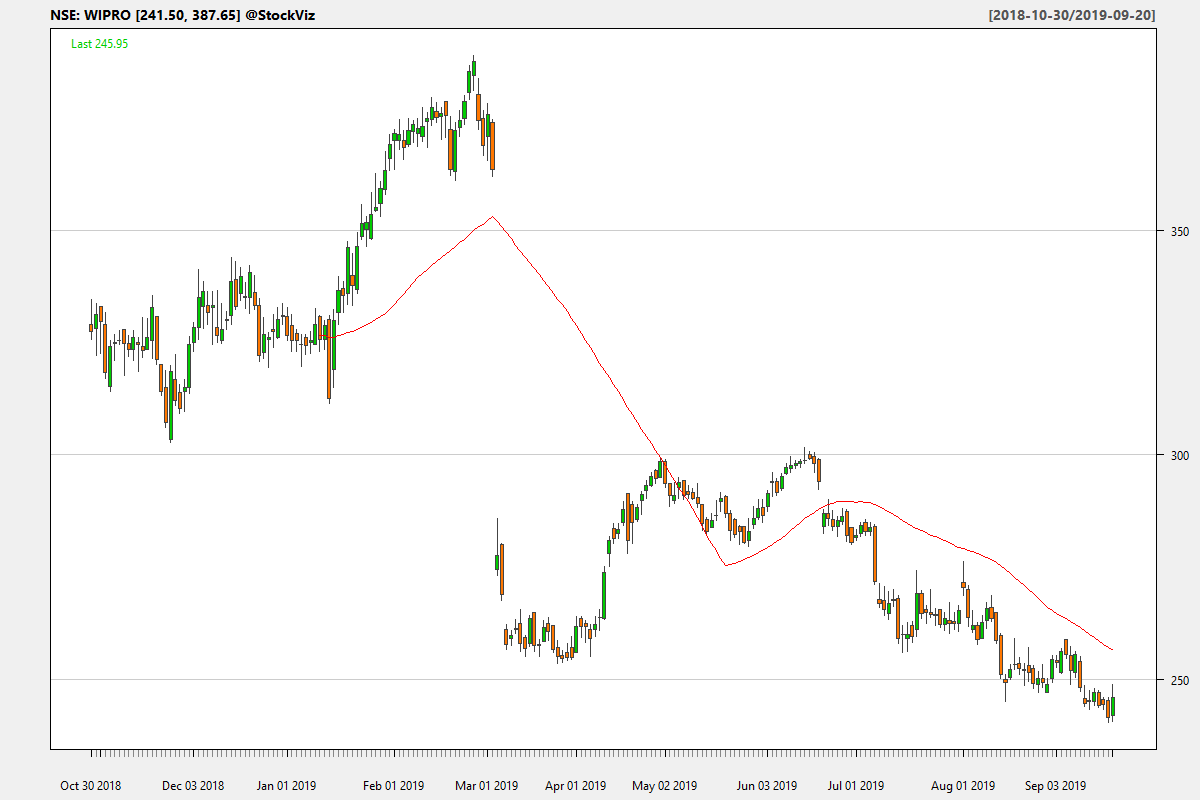 NSE: WIPRO [241.50, 387.65] @StockViz
[2018-10-30/2019-09-20]
Last 245.95
350
300
250
Oct 30 2018
Dec 03 2018
Jan 01 2019
Feb 01 2019
Mar 01 2019
Apr 01 2019
May 02 2019
Jun 03 2019
Jul 01 2019
Aug 01 2019
Sep 03 2019